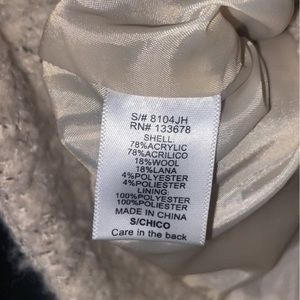 S/# 8104JH
RN# 133678
SHELL:
78%ACRYLIC
78%ACRILICO
18%WOOL
18%LANA
4%POLYESTER
4%POLIESTER
LINING:
100%POLYESTER
100%POLIESTER
MADE IN CHINA
S/CHICO
Care in the back